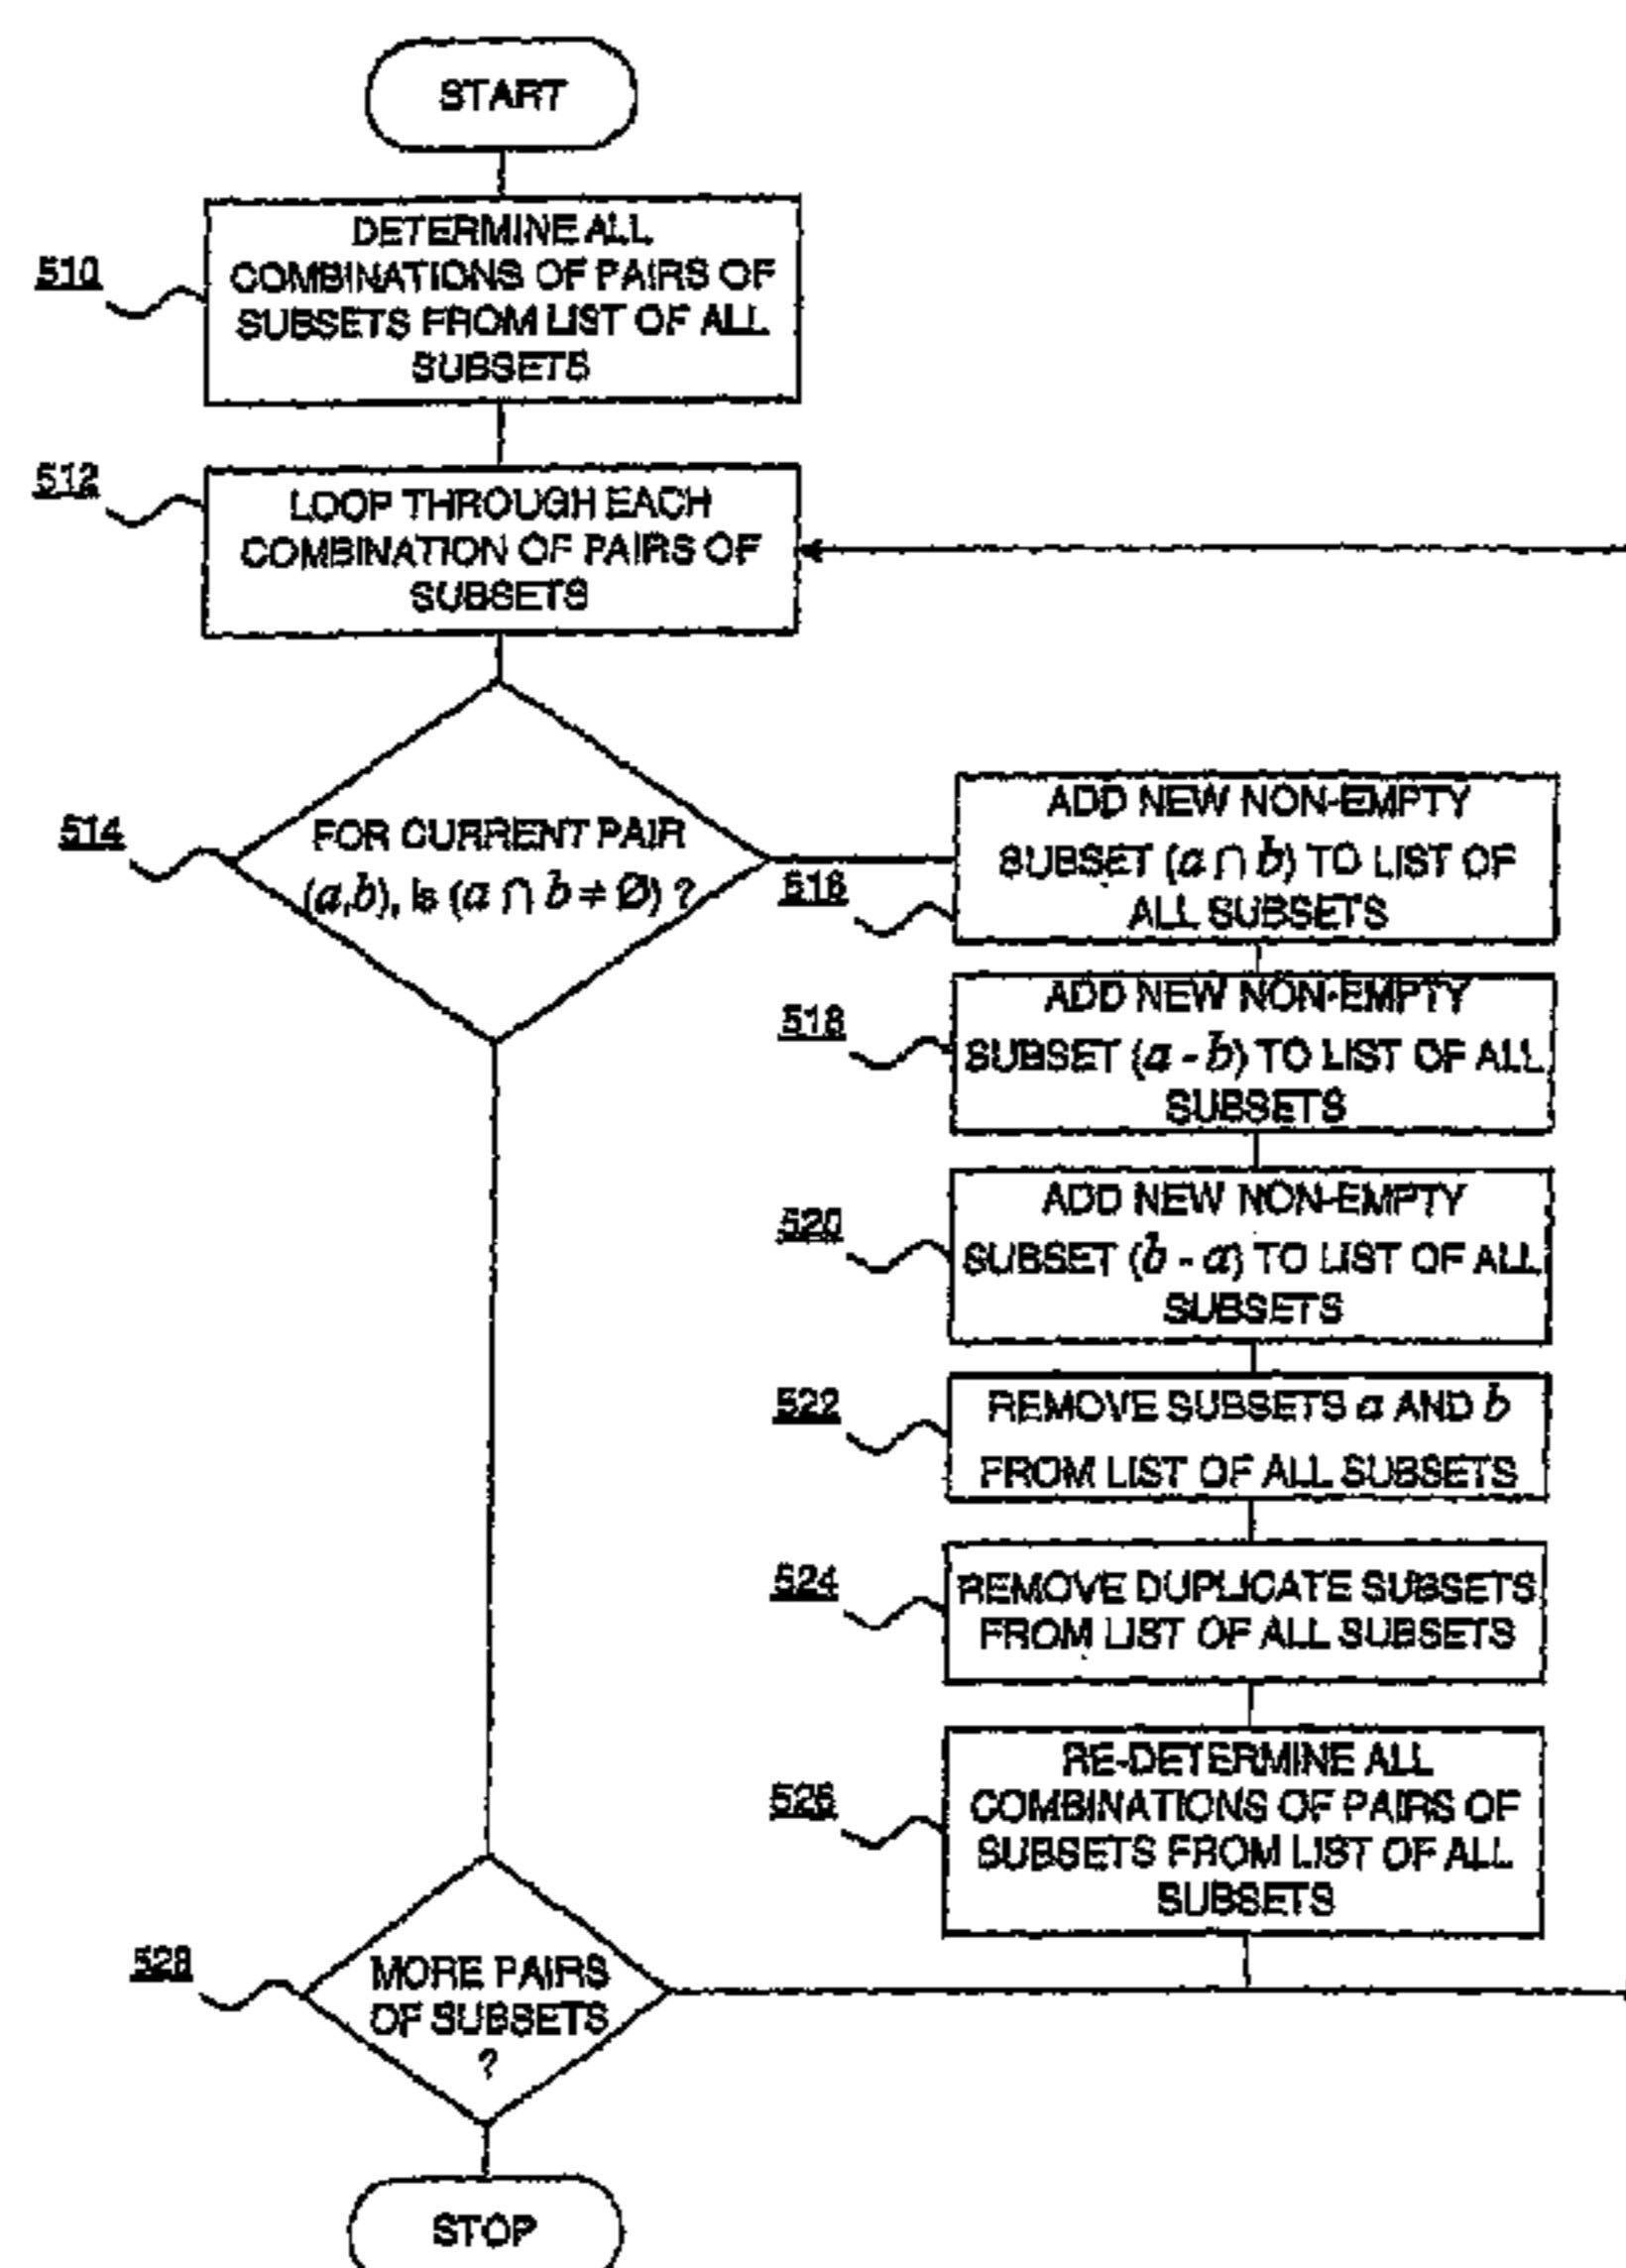 START
510
DETERMINE ALL
COMBINATIONS OF PAIRS OF
SUBSETS FROM LIST OF ALL
SUBSETS
512
LOOP THROUGH EACH
COMBINATION OF PAIRS OF
SUBSETS
514
FOR CURRENT PAIR
(a,b), is (a ∩ b ≠ Ø) ?
516
ADD NEW NON-EMPTY
SUBSET (a ∩ b) TO LIST OF
ALL SUBSETS
518
ADD NEW NON-EMPTY
SUBSET (a - b) TO LIST OF ALL
SUBSETS
520
ADD NEW NON-EMPTY
SUBSET (b - a) TO LIST OF ALL
SUBSETS
522
REMOVE SUBSETS a AND b
FROM LIST OF ALL SUBSETS
524
REMOVE DUPLICATE SUBSETS
FROM LIST OF ALL SUBSETS
526
RE-DETERMINE ALL
COMBINATIONS OF PAIRS OF
SUBSETS FROM LIST OF ALL
SUBSETS
528
MORE PAIRS
OF SUBSETS
?
STOP